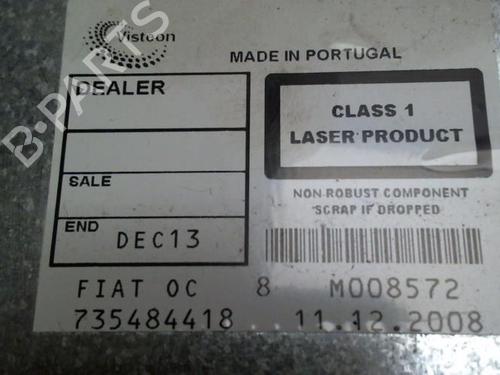 Visteon
MADE IN PORTUGAL
DEALER
CLASS 1
LASER PRODUCT
SALE
NON-ROBUST COMPONENT
SCRAP IF DROPPED
END
DEC13
FIAT OC 8 M008572
735484418 11.12.2008
B-PARTS